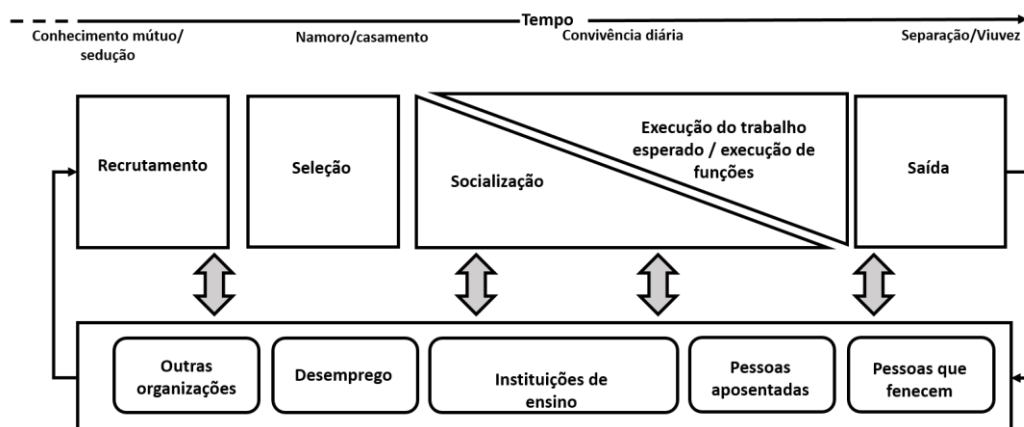 Tempo
Conhecimento mútuo/
sedução
Namoro/casamento
Convivência diária
Separação/Viuvez
Recrutamento
Seleção
Socialização
Execução do trabalho
esperado / execução de
funções
Saída
Outras
organizações
Desemprego
Instituições de
ensino
Pessoas
aposentadas
Pessoas que
fenecem